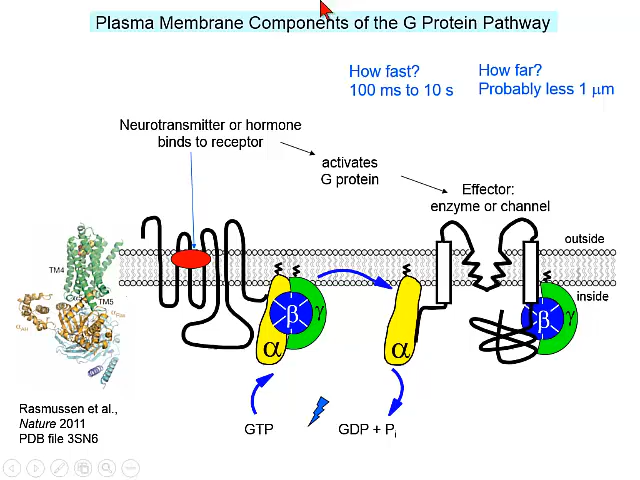 Plasma Membrane Components of the G Protein Pathway
How fast?
100 ms to 10 s
How far?
Probably less 1 μm
Neurotransmitter or hormone
binds to receptor
activates
G protein
Effector:
enzyme or channel
outside
inside
TM4
TM5
β
γ
α
α
β
γ
GTP
GDP + Pi
Rasmussen et al.,
Nature 2011
PDB file 3SN6